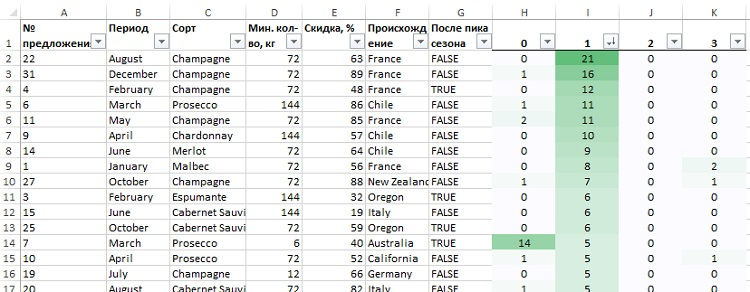 A B C D E F G H I J K
1 № предложения Период Сорт Мин. кол-во, кг Скидка, % Происхождение После пика сезона 0 1 2 3
2 22 August Champagne 72 63 France FALSE 0 21 0 0
3 31 December Champagne 72 89 France FALSE 1 16 0 0
4 4 February Champagne 72 48 France TRUE 0 12 0 0
5 6 March Prosecco 144 86 Chile FALSE 1 11 0 0
6 11 May Champagne 72 85 France FALSE 2 11 0 0
7 9 April Chardonnay 144 57 Chile FALSE 0 10 0 0
8 14 June Merlot 72 64 Chile FALSE 0 9 0 0
9 1 January Malbec 72 56 France FALSE 0 8 0 2
10 27 October Champagne 72 88 New Zealand FALSE 1 7 0 1
11 3 February Espumante 144 32 Oregon TRUE 0 6 0 0
12 15 June Cabernet Sauvi 144 19 Italy FALSE 0 6 0 0
13 25 October Cabernet Sauvi 72 59 Oregon TRUE 0 6 0 0
14 7 March Prosecco 6 40 Australia TRUE 14 5 0 0
15 10 April Prosecco 72 52 California FALSE 1 5 0 1
16 19 July Champagne 12 66 Germany FALSE 0 5 0 0
17 20 August Cabernet Sauvi 72 82 Italy FALSE 1 5 0 0